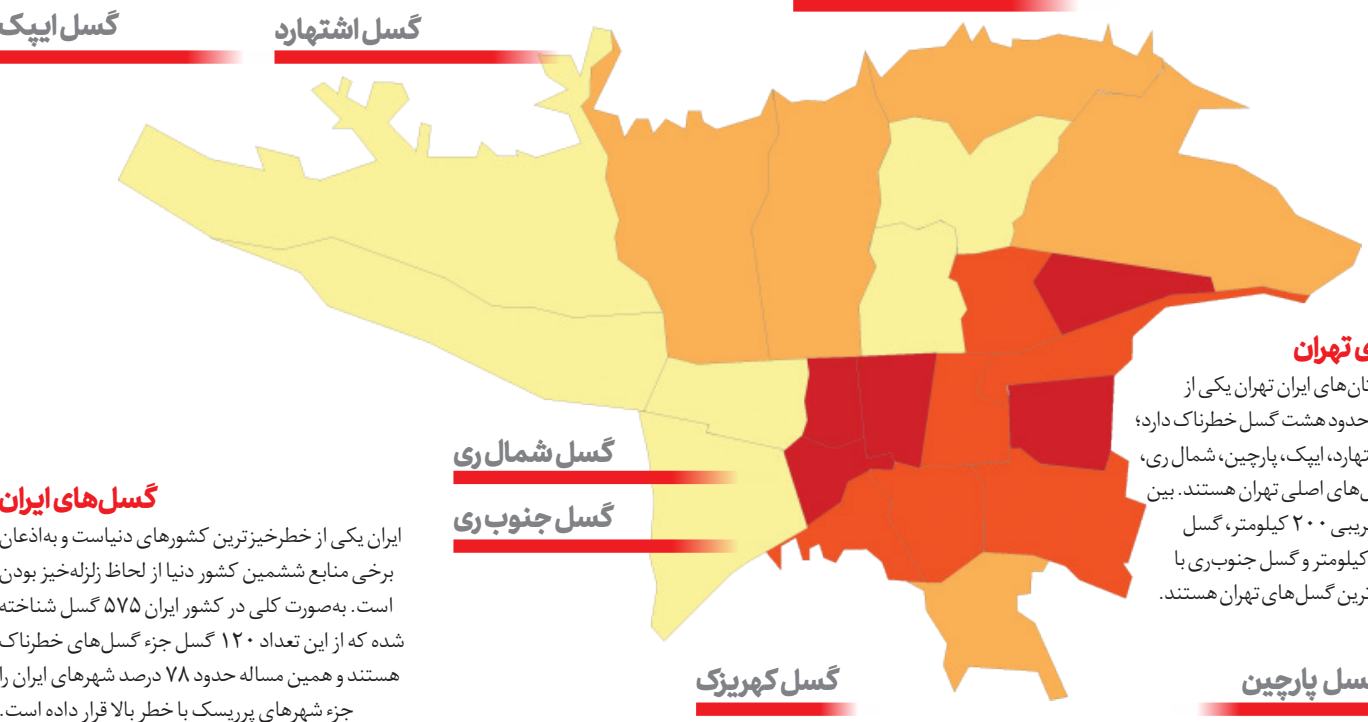 گسل ایپک
گسل اشتهارد
تهران
تان‌های ایران تهران یکی از
حدود هشت گسل خطرناک دارد؛
تهارد، ایپک، پارچین، شمال ری،
ل‌های اصلی تهران هستند. بین
ریبی ۲۰۰ کیلومتر، گسل
کیلومتر و گسل جنوب ری با
ترین گسل‌های تهران هستند.
گسل شمال ری
گسل جنوب ری
گسل‌های ایران
ایران یکی از خطرخیزترین کشورهای دنیاست و به‌اذعان
برخی منابع ششمین کشور دنیا از لحاظ زلزله‌خیز بودن
است. به‌صورت کلی در کشور ایران ۵۷۵ گسل شناخته
شده که از این تعداد ۱۲۰ گسل جزء گسل‌های خطرناک
هستند و همین مساله حدود ۷۸ درصد شهرهای ایران را
جزء شهرهای پرریسک با خطر بالا قرار داده است.
گسل کهریزک
سل پارچین